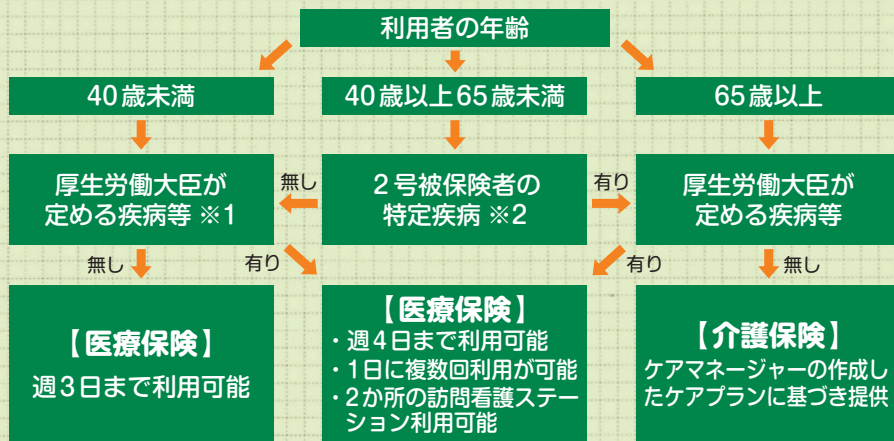 利用者の年齢
40歳未満
40歳以上65歳未満
65歳以上
厚生労働大臣が
定める疾病等 ※1
無し
2号被保険者の
特定疾病 ※2
有り
厚生労働大臣が
定める疾病等
無し
有り
有り
無し
【医療保険】
週3日まで利用可能
【医療保険】
・週4日まで利用可能
・1日に複数回利用が可能
・2か所の訪問看護ステー
ション利用可能
【介護保険】
ケアマネージャーの作成し
たケアプランに基づき提供